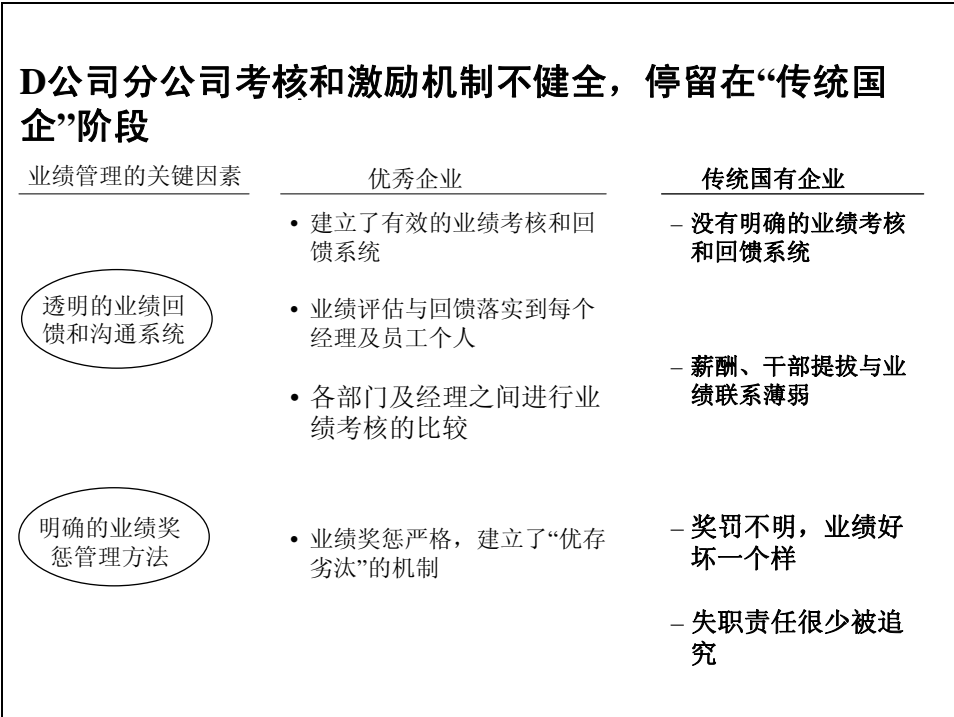 D公司分公司考核和激励机制不健全，停留在“传统国
企”阶段
业绩管理的关键因素
优秀企业
传统国有企业
透明的业绩回
馈和沟通系统
• 建立了有效的业绩考核和回
馈系统
• 业绩评估与回馈落实到每个
经理及员工个人
• 各部门及经理之间进行业
绩考核的比较
– 没有明确的业绩考核
和回馈系统
– 薪酬、干部提拔与业
绩联系薄弱
明确的业绩奖
惩管理方法
• 业绩奖惩严格，建立了“优存
劣汰”的机制
– 奖罚不明，业绩好
坏一个样
– 失职责任很少被追
究